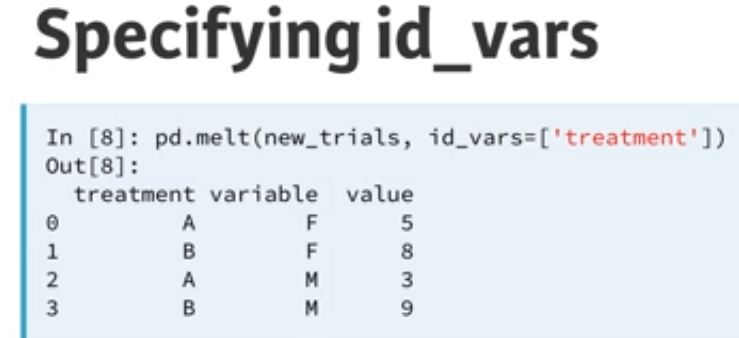 Specifying id_vars
In [8]: pd.melt(new_trials, id_vars=['treatment'])
Out[8]:
treatment variable value
0 A F 5
1 B F 8
2 A M 3
3 B M 9